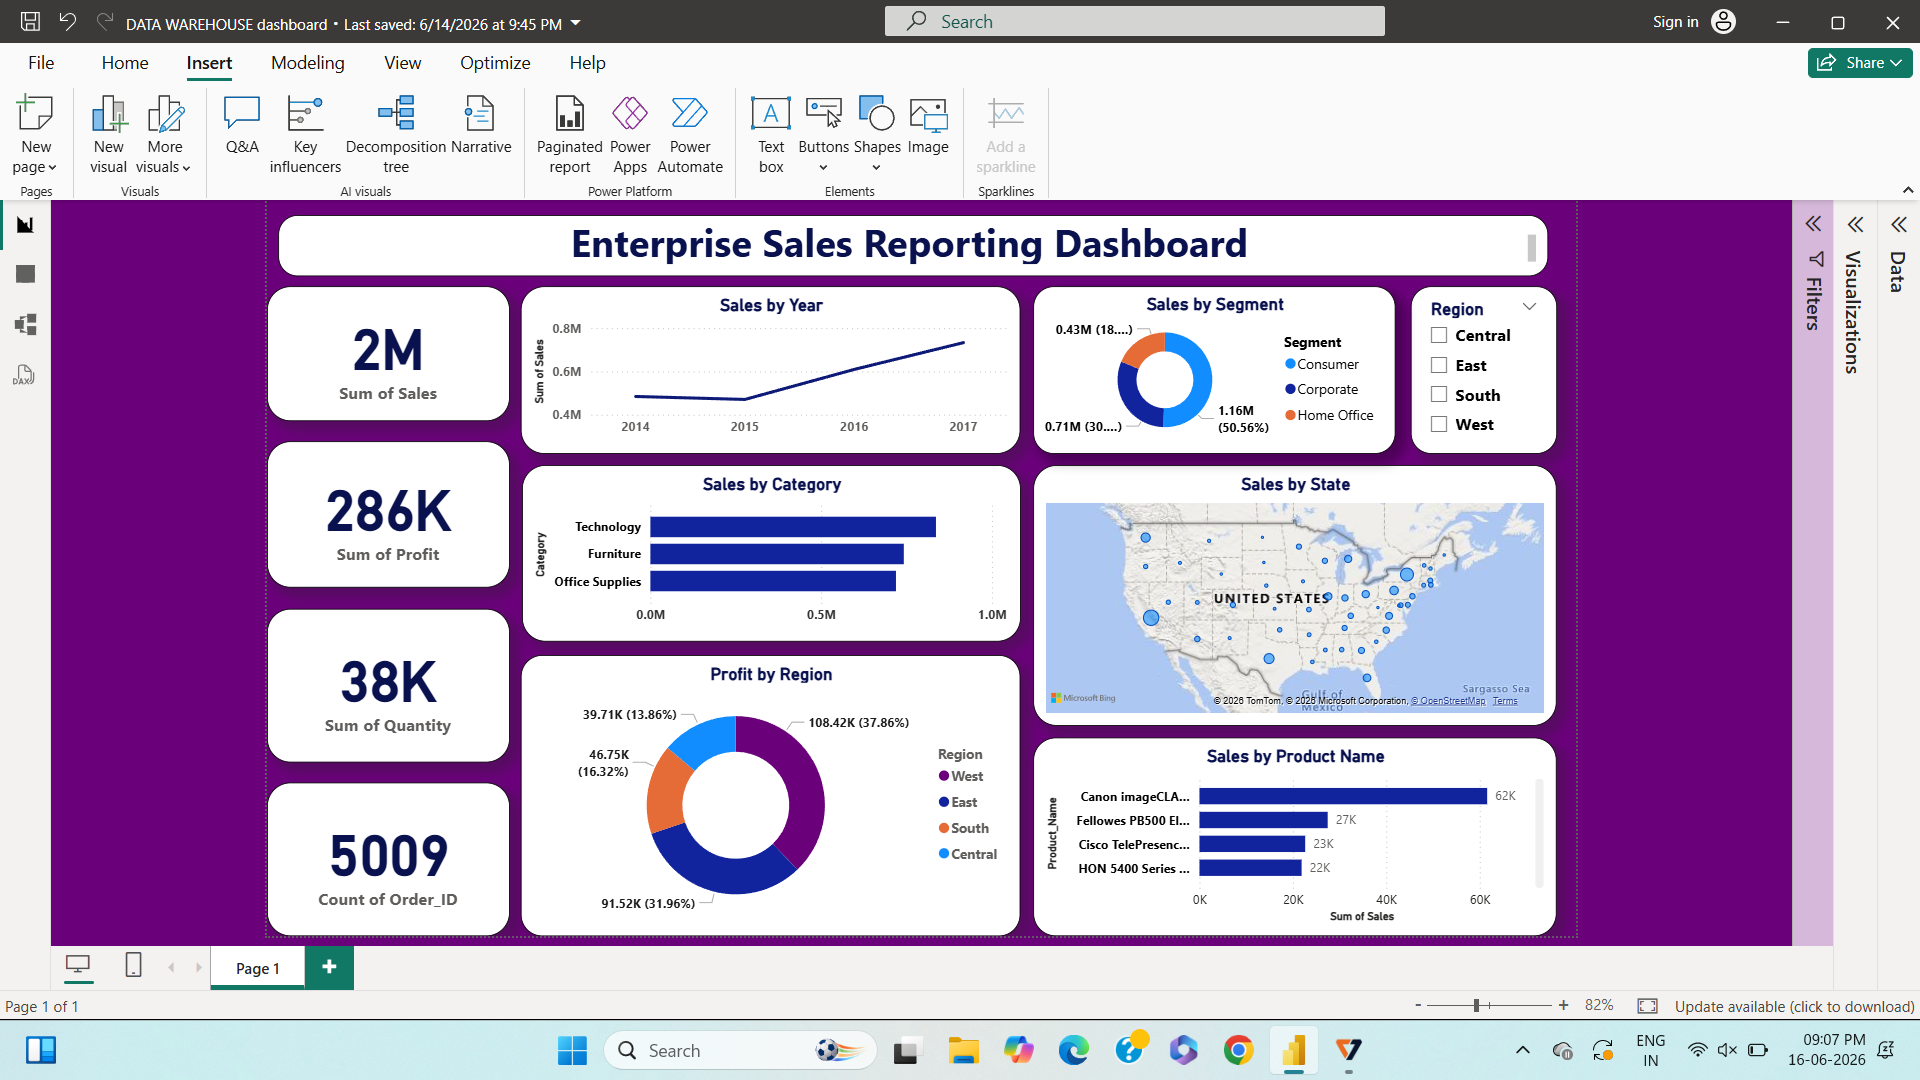 DATA WAREHOUSE dashboard • Last saved: 6/14/2026 at 9:45 PM
Search
Sign in
File
Home
Insert
Modeling
View
Optimize
Help
Share
New page
New visual
More visuals
Q&A
Key influencers
Decomposition tree
Narrative
Paginated report
Power Apps
Power Automate
Text box
Buttons
Shapes
Image
Add a sparkline
Pages
Visuals
AI visuals
Power Platform
Elements
Sparklines
Enterprise Sales Reporting Dashboard
2M
Sum of Sales
286K
Sum of Profit
38K
Sum of Quantity
5009
Count of Order_ID
Sales by Year
Sum of Sales
0.8M
0.6M
0.4M
2014
2015
2016
2017
Sales by Category
Category
Technology
Furniture
Office Supplies
0.0M
0.5M
1.0M
Profit by Region
39.71K (13.86%)
108.42K (37.86%)
46.75K
(16.32%)
91.52K (31.96%)
Region
West
East
South
Central
Sales by Segment
0.43M (18....)
0.71M (30....)
1.16M
(50.56%)
Segment
Consumer
Corporate
Home Office
Region
Central
East
South
West
Sales by State
UNITED STATES
Gulf of
Mexico
Sargasso Sea
Microsoft Bing
© 2026 TomTom, © 2026 Microsoft Corporation, © OpenStreetMap Terms
Sales by Product Name
Product_Name
Canon imageCLA...
62K
Fellowes PB500 El...
27K
Cisco TelePresenc...
23K
HON 5400 Series ...
22K
0K
20K
40K
60K
Sum of Sales
Filters
Visualizations
Data
DAX
Page 1
Page 1 of 1
- + 82%
Update available (click to download)
Search
ENG
IN
09:07 PM
16-06-2026